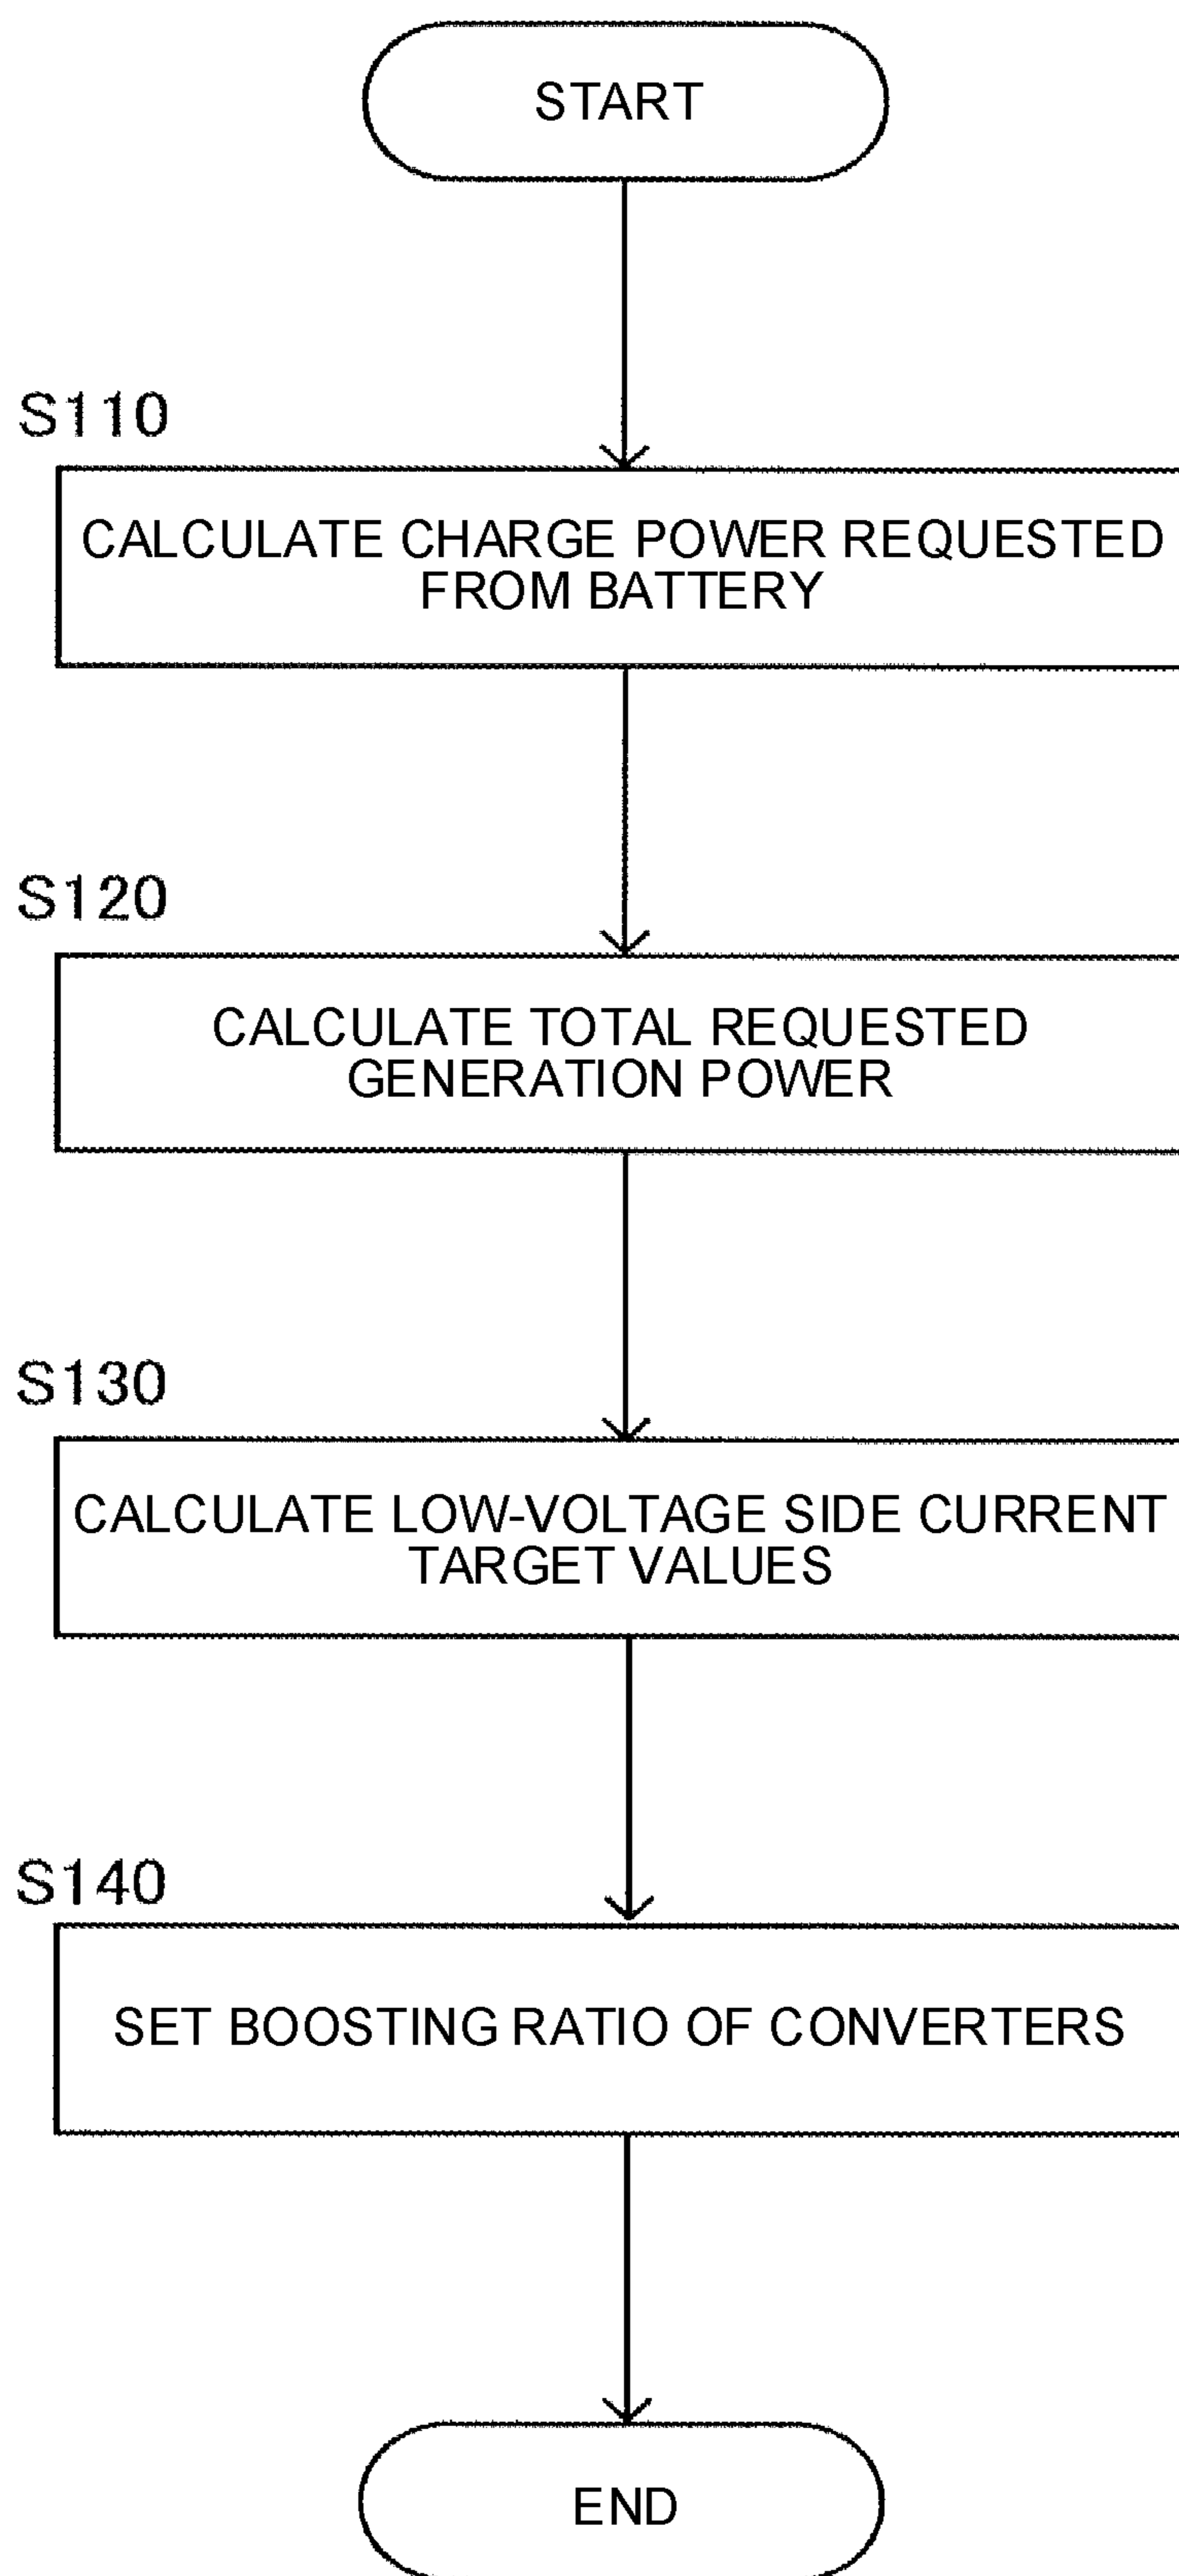 START
S110
CALCULATE CHARGE POWER REQUESTED
FROM BATTERY
S120
CALCULATE TOTAL REQUESTED
GENERATION POWER
S130
CALCULATE LOW-VOLTAGE SIDE CURRENT
TARGET VALUES
S140
SET BOOSTING RATIO OF CONVERTERS
END